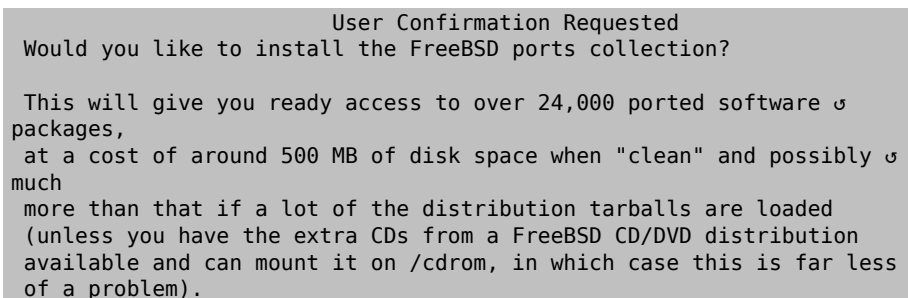 User Confirmation Requested
Would you like to install the FreeBSD ports collection?
This will give you ready access to over 24,000 ported software ↺
packages,
at a cost of around 500 MB of disk space when "clean" and possibly ↺
much
more than that if a lot of the distribution tarballs are loaded
(unless you have the extra CDs from a FreeBSD CD/DVD distribution
available and can mount it on /cdrom, in which case this is far less
of a problem).